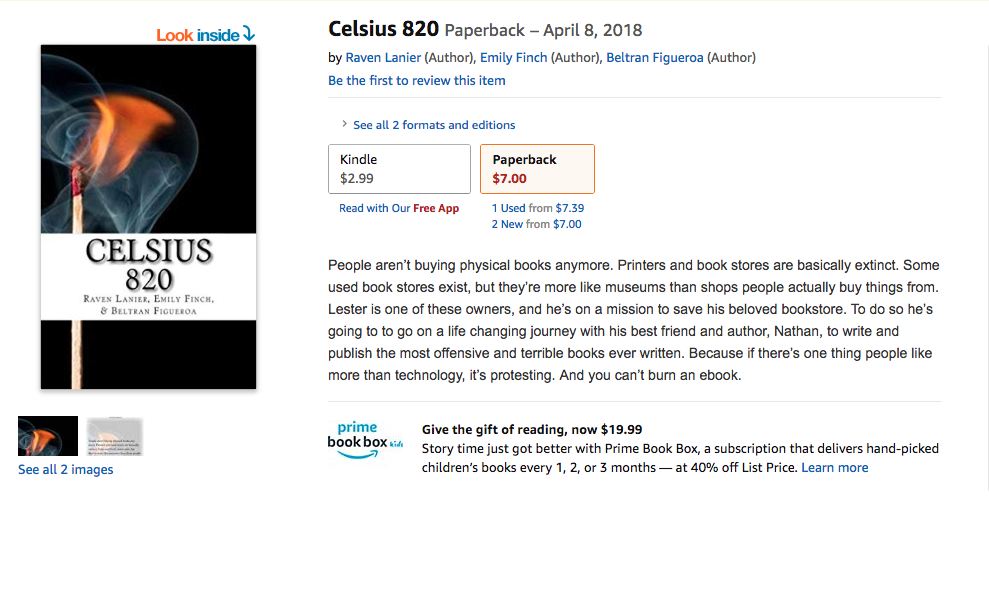 Look inside
CELSIUS
820
RAVEN LANIER, EMILY FINCH,
& BELTRAN FIGUEROA
See all 2 images
Celsius 820 Paperback – April 8, 2018
by Raven Lanier (Author), Emily Finch (Author), Beltran Figueroa (Author)
Be the first to review this item
See all 2 formats and editions
Kindle
$2.99
Paperback
$7.00
Read with Our Free App
1 Used from $7.39
2 New from $7.00
People aren’t buying physical books anymore. Printers and book stores are basically extinct. Some
used book stores exist, but they’re more like museums than shops people actually buy things from.
Lester is one of these owners, and he’s on a mission to save his beloved bookstore. To do so he’s
going to to go on a life changing journey with his best friend and author, Nathan, to write and
publish the most offensive and terrible books ever written. Because if there’s one thing people like
more than technology, it’s protesting. And you can’t burn an ebook.
prime
book box kids
Give the gift of reading, now $19.99
Story time just got better with Prime Book Box, a subscription that delivers hand-picked
children’s books every 1, 2, or 3 months — at 40% off List Price. Learn more